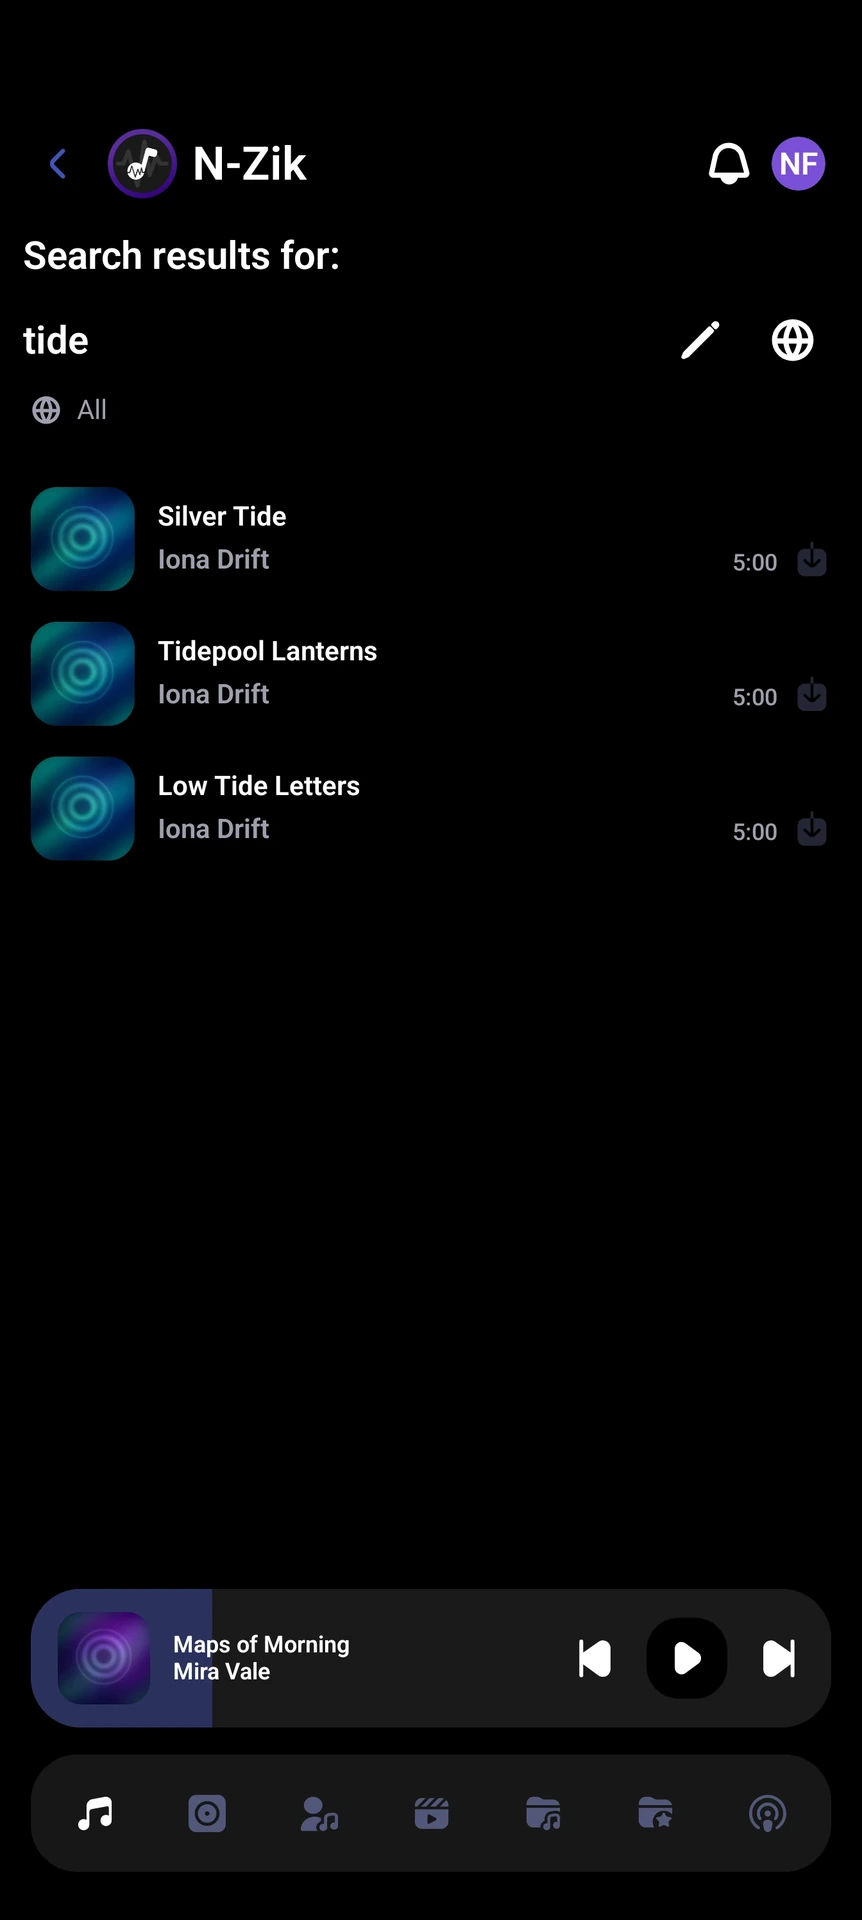 N-Zik
NF
Search results for:
tide
All
Silver Tide
Iona Drift
5:00
Tidepool Lanterns
Iona Drift
5:00
Low Tide Letters
Iona Drift
5:00
Maps of Morning
Mira Vale